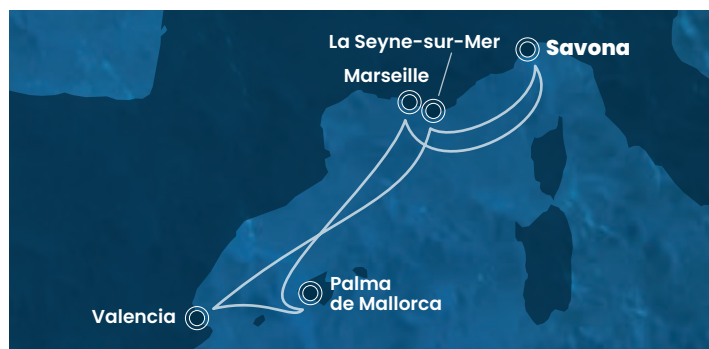 La Seyne-sur-Mer
Savona
Marseille
Palma
de Mallorca
Valencia